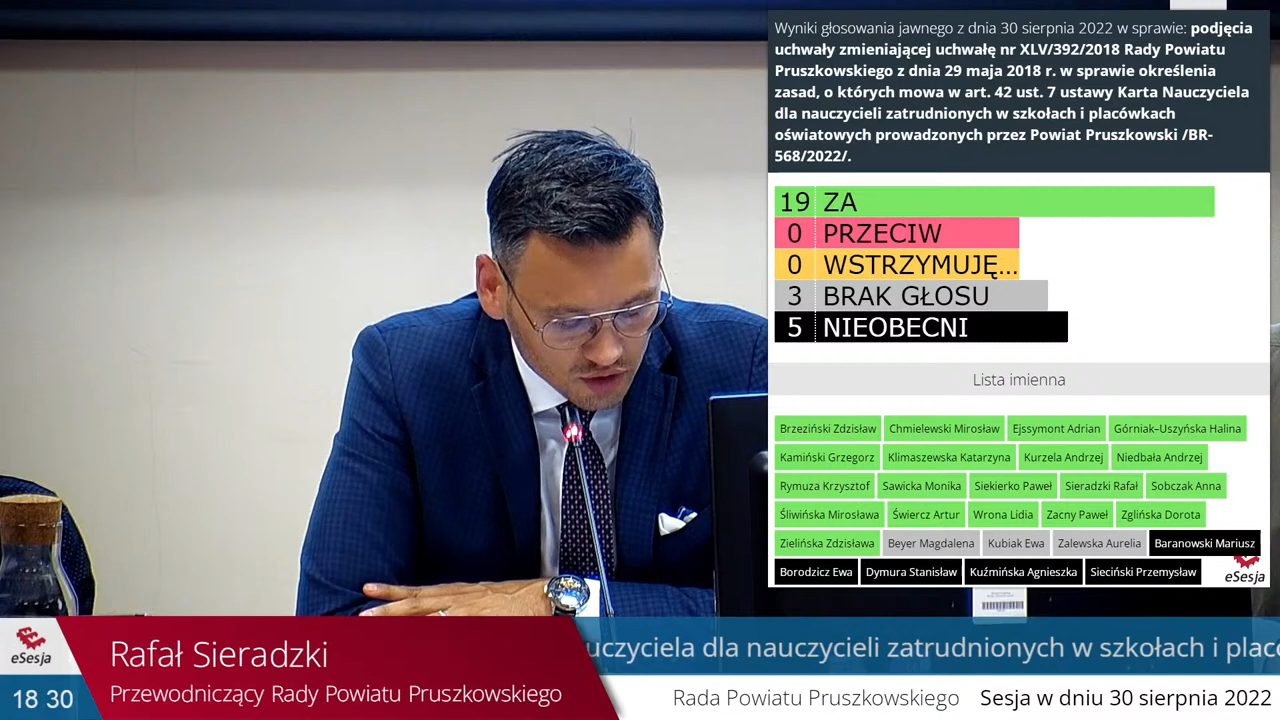 Wyniki głosowania jawnego z dnia 30 sierpnia 2022 w sprawie: podjęcia
uchwały zmieniającej uchwałę nr XLV/392/2018 Rady Powiatu
Pruszkowskiego z dnia 29 maja 2018 r. w sprawie określenia
zasad, o których mowa w art. 42 ust. 7 ustawy Karta Nauczyciela
dla nauczycieli zatrudnionych w szkołach i placówkach
oświatowych prowadzonych przez Powiat Pruszkowski /BR-
568/2022/.
19 ZA
0 PRZECIW
0 WSTRZYMUJĘ...
3 BRAK GŁOSU
5 NIEOBECNI
Lista imienna
Brzeziński Zdzisław Chmielewski Mirosław Ejssymont Adrian Górniak–Uszyńska Halina
Kamiński Grzegorz Klimaszewska Katarzyna Kurzela Andrzej Niedbała Andrzej
Rymuza Krzysztof Sawicka Monika Siekierko Paweł Sieradzki Rafał Sobczak Anna
Śliwińska Mirosława Świercz Artur Wrona Lidia Zacny Paweł Zglińska Dorota
Zielińska Zdzisława Beyer Magdalena Kubiak Ewa Zalewska Aurelia Baranowski Mariusz
Borodzicz Ewa Dymura Stanisław Kuźmińska Agnieszka Sieciński Przemysław
eSesja
eSesja
Rafał Sieradzki
Przewodniczący Rady Powiatu Pruszkowskiego
uczyciela dla nauczycieli zatrudnionych w szkołach i plac
18 30
Rada Powiatu Pruszkowskiego Sesja w dniu 30 sierpnia 2022